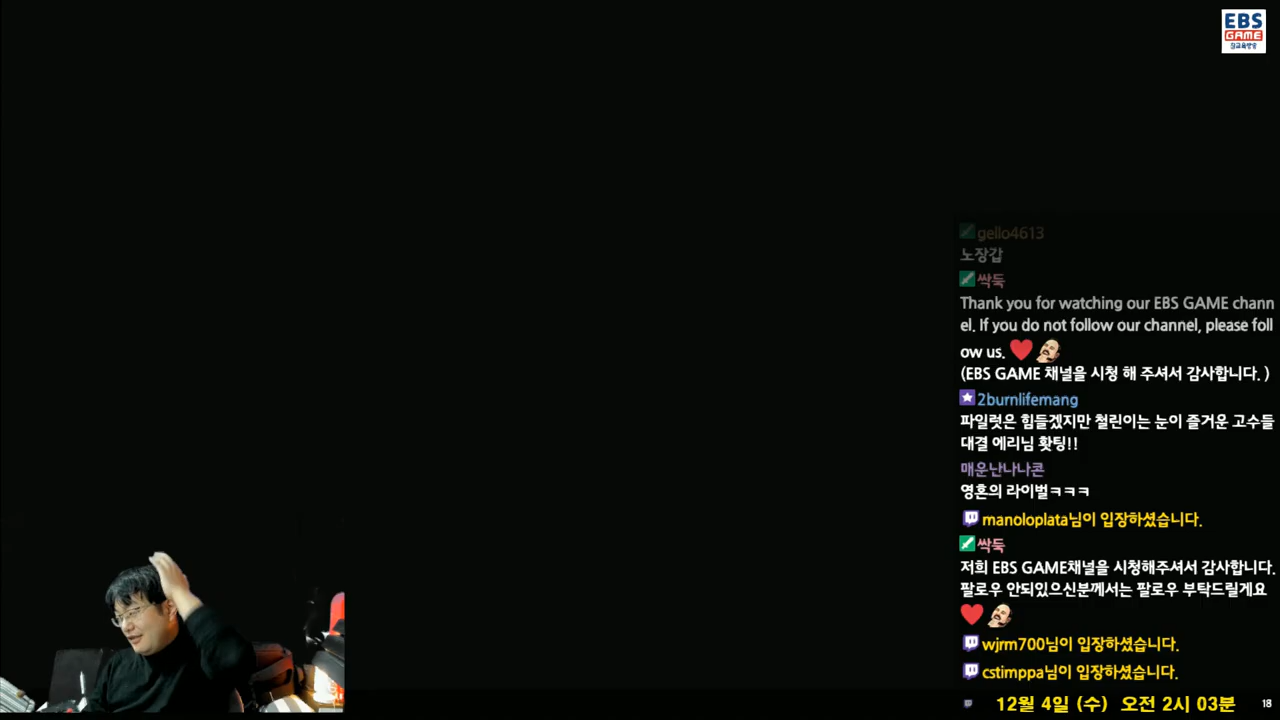 EBS
GAME
참교육방송
gello4613
노장갑
싹둑
Thank you for watching our EBS GAME chann
el. If you do not follow our channel, please foll
ow us.
(EBS GAME 채널을 시청 해 주셔서 감사합니다. )
2burnlifemang
파일럿은 힘들겠지만 철린이는 눈이 즐거운 고수들
대결 에리님 홧팅!!
매운난나나콘
영혼의 라이벌ㅋㅋㅋ
manoloplata님이 입장하셨습니다.
싹둑
저희 EBS GAME채널을 시청해주셔서 감사합니다.
팔로우 안되있으신분께서는 팔로우 부탁드릴게요
wjrm700님이 입장하셨습니다.
cstimppa님이 입장하셨습니다.
12월 4일 (수) 오전 2시 03분 18